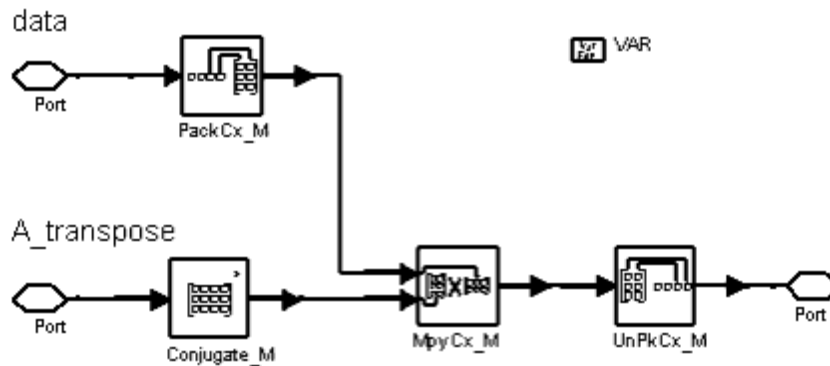 data
VAR
Port
PackCx_M
A_transpose
Port
Conjugate_M
MpyCx_M
UnPkCx_M
Port